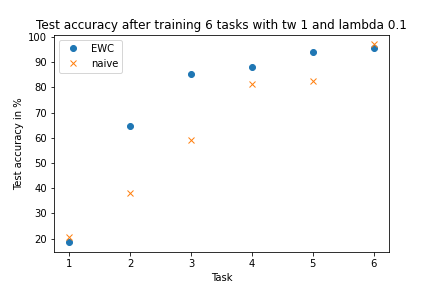 Test accuracy after training 6 tasks with tw 1 and lambda 0.1
100
90
80
70
60
50
40
30
20
Test accuracy in %
EWC
naive
1 2 3 4 5 6
Task